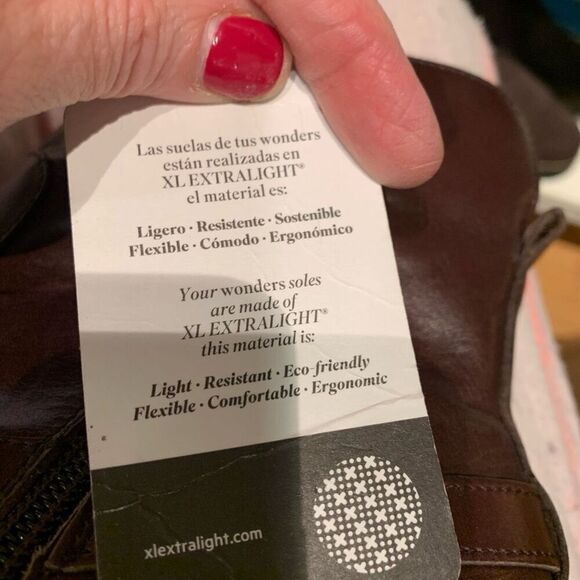 Las suelas de tus wonders
están realizadas en
XL EXTRALIGHT®
el material es:
Ligero · Resistente · Sostenible
Flexible · Cómodo · Ergonómico
Your wonders soles
are made of
XL EXTRALIGHT®
this material is:
Light · Resistant · Eco-friendly
Flexible · Comfortable · Ergonomic
xlextralight.com